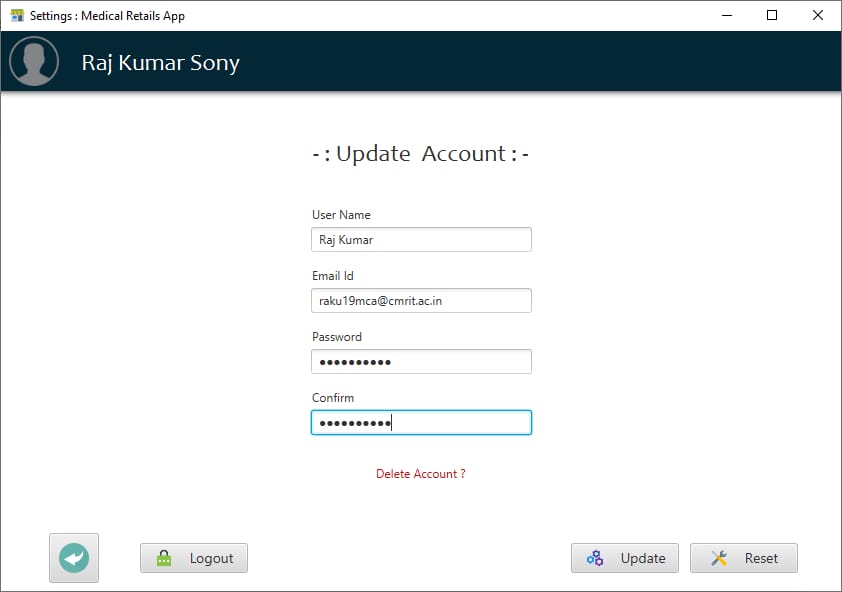 Settings : Medical Retails App
Raj Kumar Sony
- : Update Account : -
User Name
Raj Kumar
Email Id
raku19mca@cmrit.ac.in
Password
●●●●●●●●●●
Confirm
●●●●●●●●●●
Delete Account ?
Logout
Update
Reset